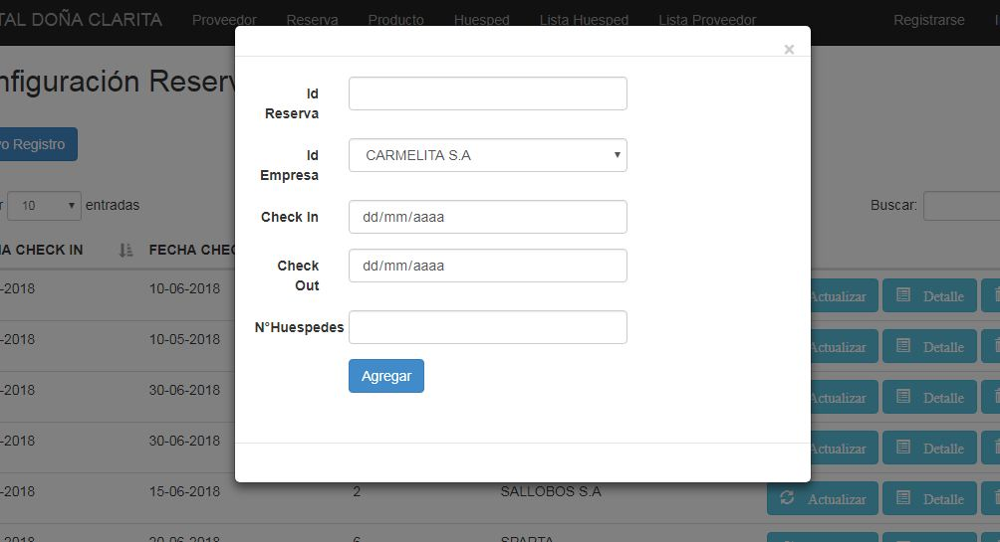 TAL DOÑA CLARITA Proveedor Reserva Producto Huesped Lista Huesped Lista Proveedor Registrarse
×
nfiguración Reserv
Id
Reserva
o Registro
Id
Empresa
CARMELITA S.A
r 10 entradas
Buscar:
Check In dd/mm/aaaa
A CHECK IN FECHA CHEC
Check
Out
dd/mm/aaaa
-2018 10-06-2018 Actualizar Detalle
N°Huespedes
-2018 10-05-2018 Actualizar Detalle
Agregar
-2018 30-06-2018 Actualizar Detalle
-2018 30-06-2018 Actualizar Detalle
-2018 15-06-2018 2 SALLOBOS S.A Actualizar Detalle
20-06-2018 6 SPARTA